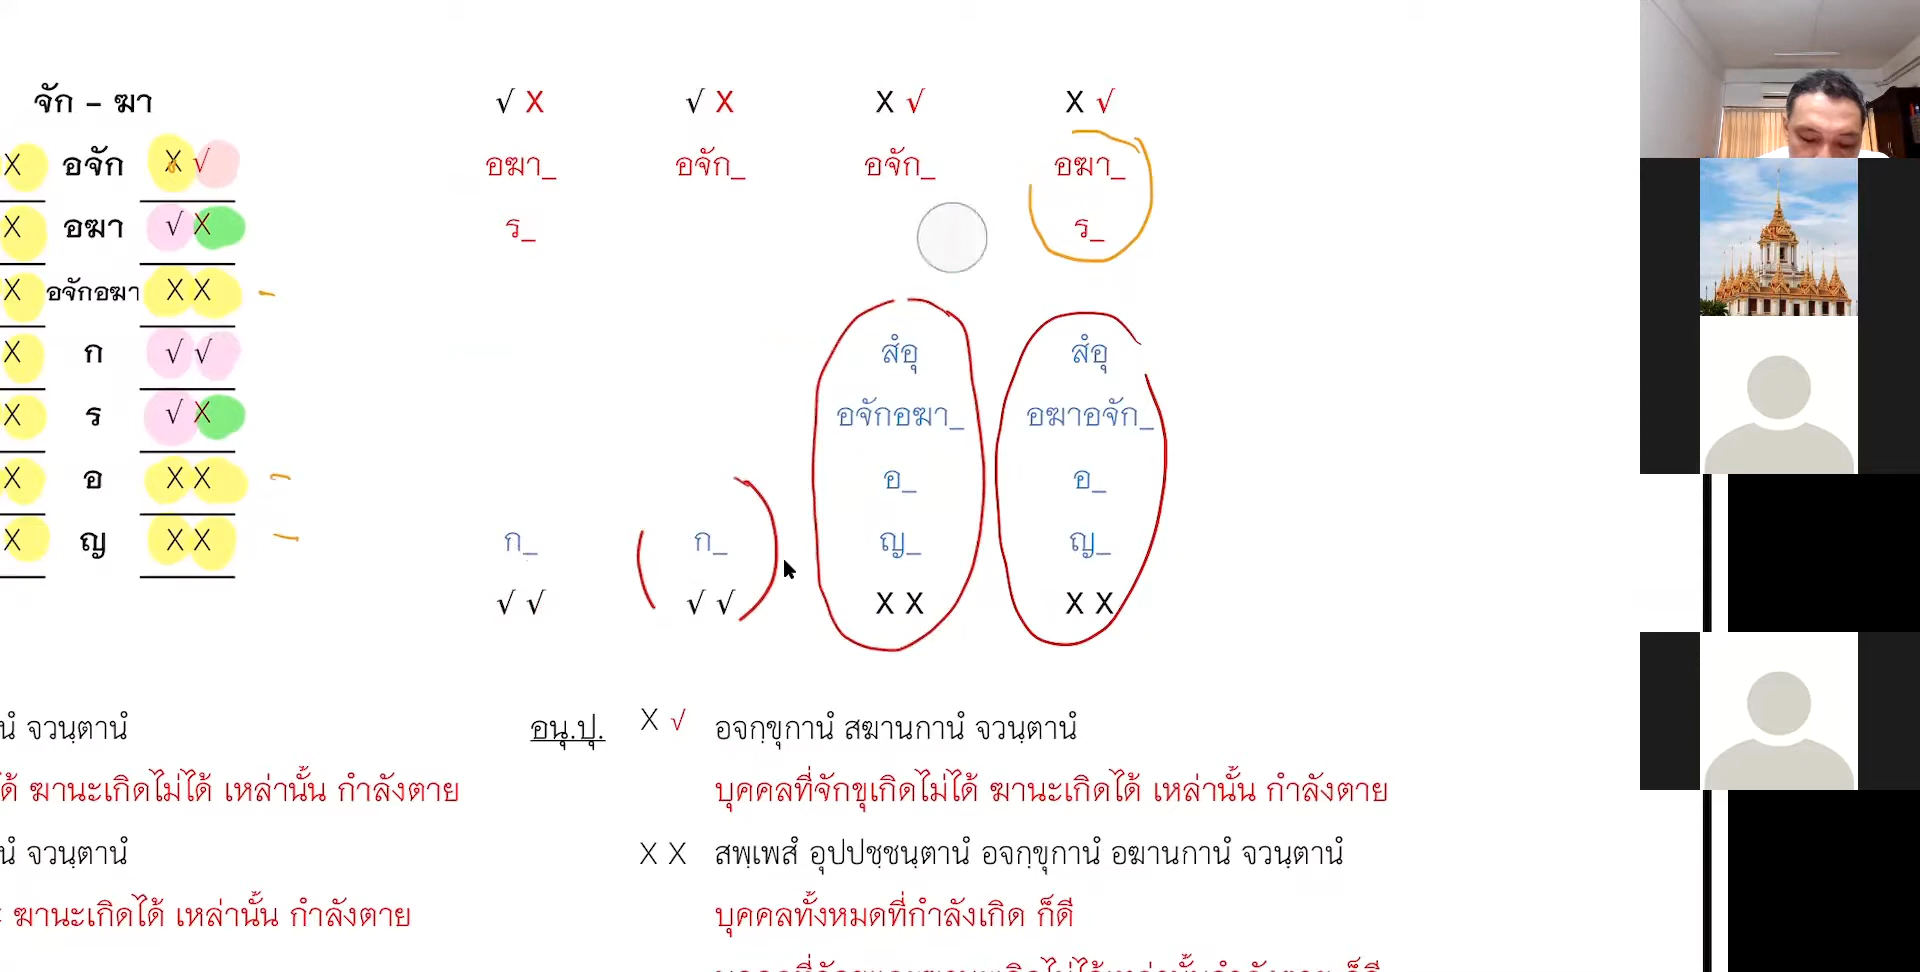 จัก – ฆา
X อจัก X √
X อฆา √ X
X อจักอฆา X X
X ก √ √
X ร √ X
X อ X X
X ญ X X
√ X √ X X √ X √
อฆา_ อจัก_ อจัก_ อฆา_
ร_ ร_
สํอุ สํอุ
อจักอฆา_ อฆาอจัก_
อ_ อ_
ก_ ก_ ญ_ ญ_
√ √ √ √ X X X X
นํ จวนฺตานํ
ได้ ฆานะเกิดไม่ได้ เหล่านั้น กำลังตาย
นํ จวนฺตานํ
ฆานะเกิดได้ เหล่านั้น กำลังตาย
อนุ.ปุ. X √ อจกฺขุกานํ สฆานกานํ จวนฺตานํ
บุคคลที่จักขุเกิดไม่ได้ ฆานะเกิดได้ เหล่านั้น กำลังตาย
X X สพฺเพสํ อุปปชฺชนฺตานํ อจกฺขุกานํ อฆานกานํ จวนฺตานํ
บุคคลทั้งหมดที่กำลังเกิด ก็ดี